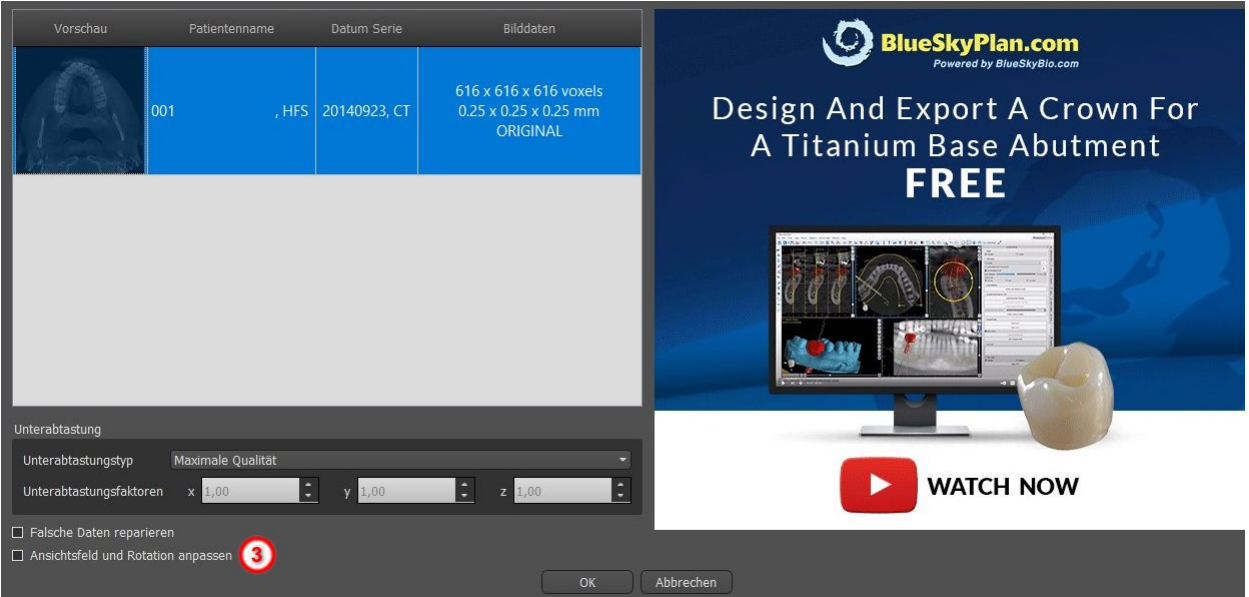 Vorschau Patientenname Datum Serie Bilddaten
001 , HFS 20140923, CT
616 x 616 x 616 voxels
0.25 x 0.25 x 0.25 mm
ORIGINAL
Unterabtastung
Unterabtastungstyp Maximale Qualität
Unterabtastungsfaktoren x 1,00 y 1,00 z 1,00
Falsche Daten reparieren
Ansichtsfeld und Rotation anpassen 3
OK Abbrechen
BlueSkyPlan.com
Powered by BlueSkyBio.com
Design And Export A Crown For
A Titanium Base Abutment
FREE
WATCH NOW